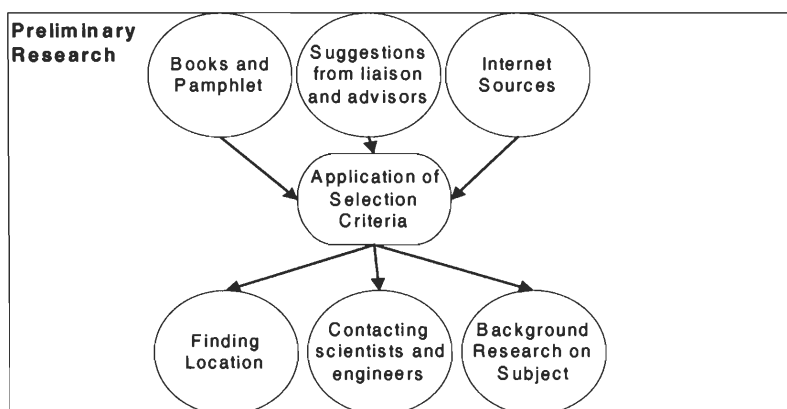 Preliminary
Research
Books and
Pamphlet
Suggestions
from liaison
and advisors
Internet
Sources
Application of
Selection
Criteria
Finding
Location
Contacting
scientists and
engineers
Background
Research on
Subject